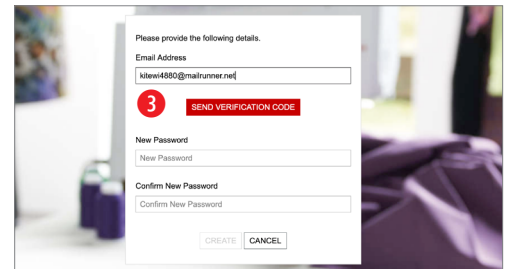 Please provide the following details.
Email Address
kitewi4880@mailrunner.net
3
SEND VERIFICATION CODE
New Password
New Password
Confirm New Password
Confirm New Password
CREATE
CANCEL